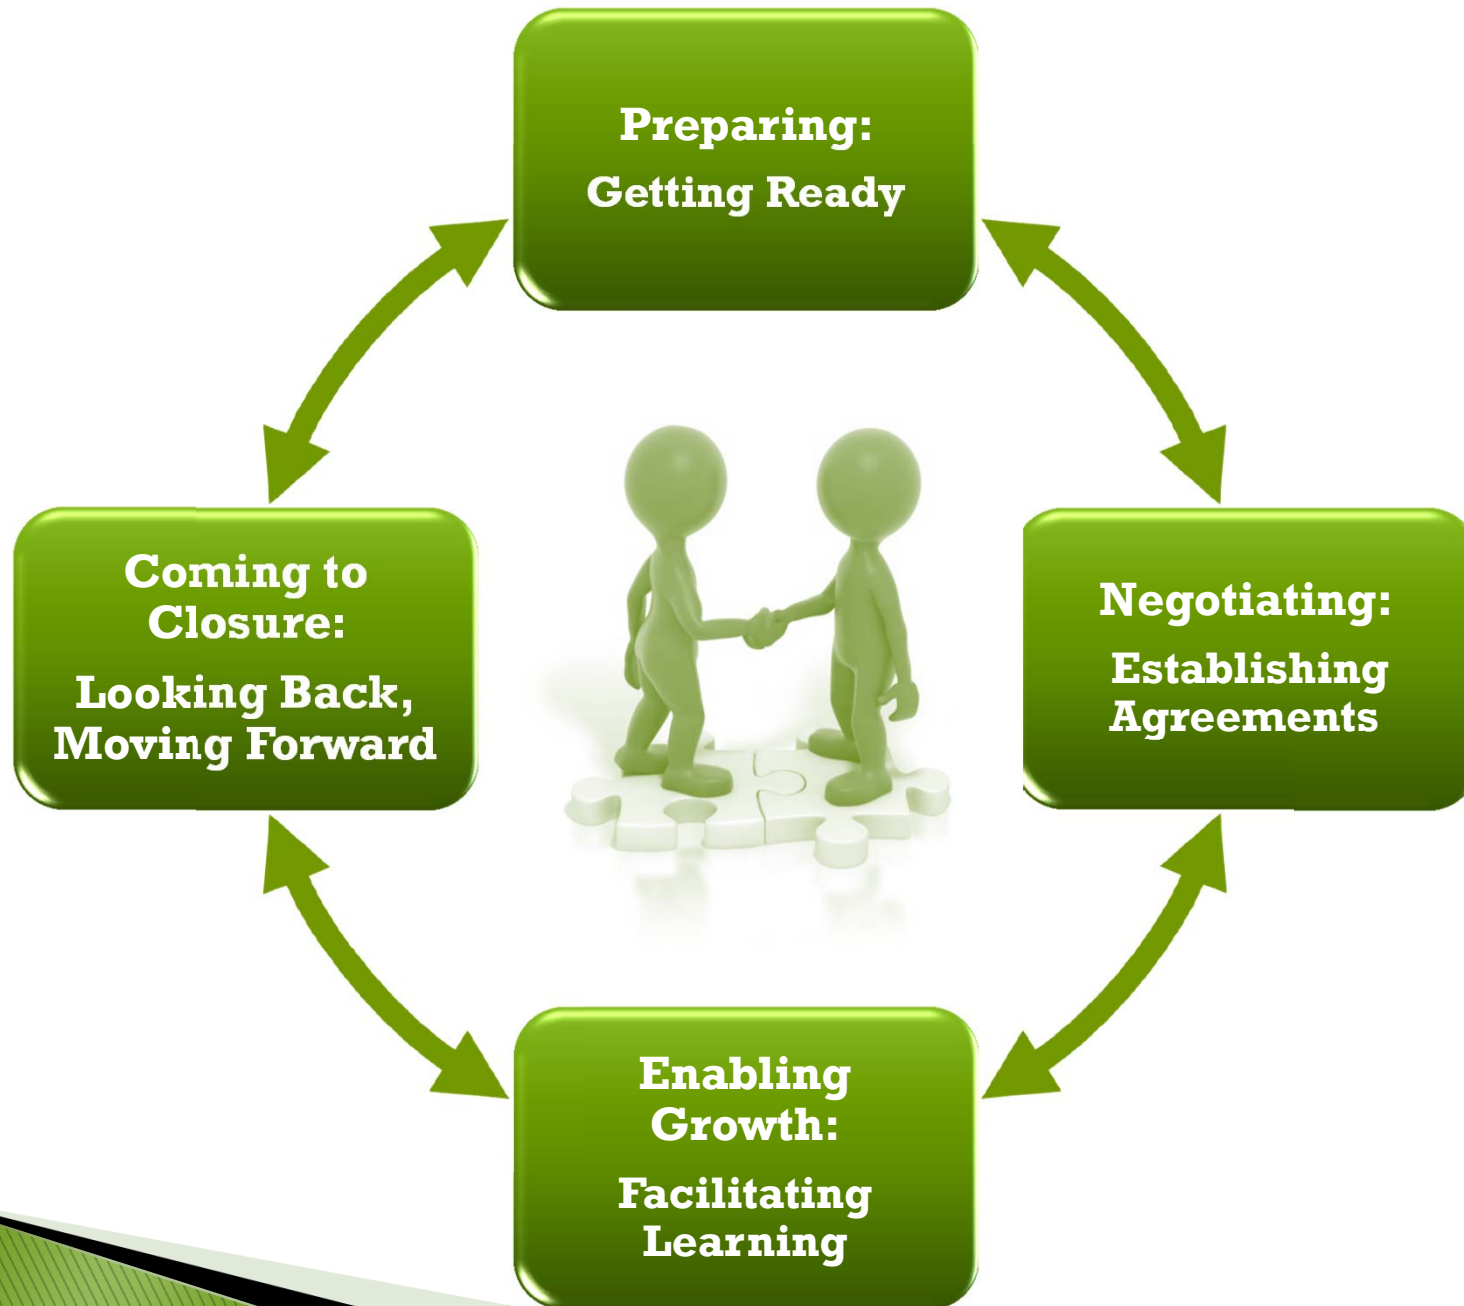 Preparing:
Getting Ready
Negotiating:
Establishing
Agreements
Enabling
Growth:
Facilitating
Learning
Coming to
Closure:
Looking Back,
Moving Forward